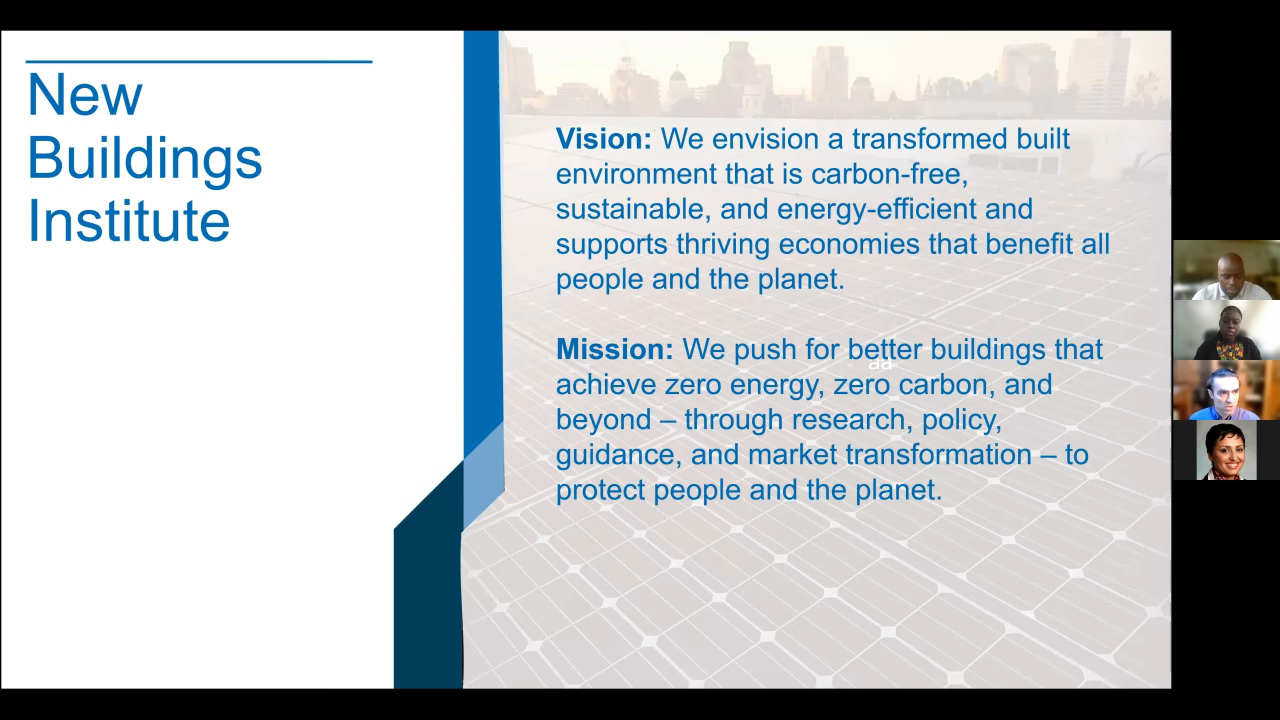 New
Buildings
Institute
Vision: We envision a transformed built
environment that is carbon-free,
sustainable, and energy-efficient and
supports thriving economies that benefit all
people and the planet.
Mission: We push for better buildings that
achieve zero energy, zero carbon, and
beyond – through research, policy,
guidance, and market transformation – to
protect people and the planet.
aa